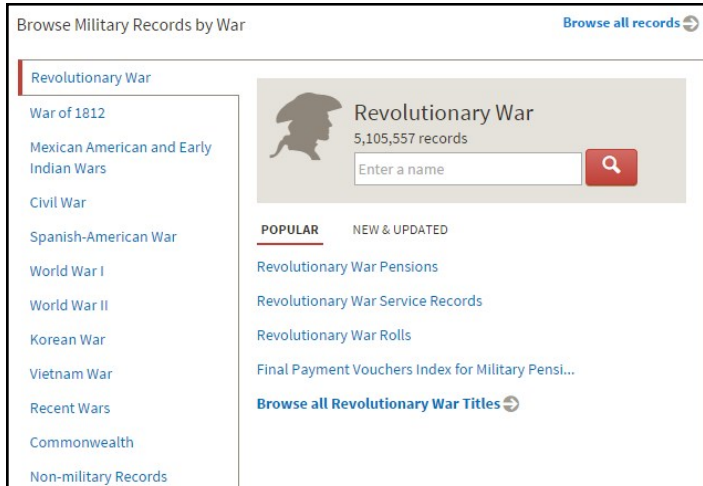 Browse Military Records by War
Browse all records
Revolutionary War
War of 1812
Mexican American and Early
Indian Wars
Civil War
Spanish-American War
World War I
World War II
Korean War
Vietnam War
Recent Wars
Commonwealth
Non-military Records
Revolutionary War
5,105,557 records
Enter a name
POPULAR NEW & UPDATED
Revolutionary War Pensions
Revolutionary War Service Records
Revolutionary War Rolls
Final Payment Vouchers Index for Military Pensi...
Browse all Revolutionary War Titles